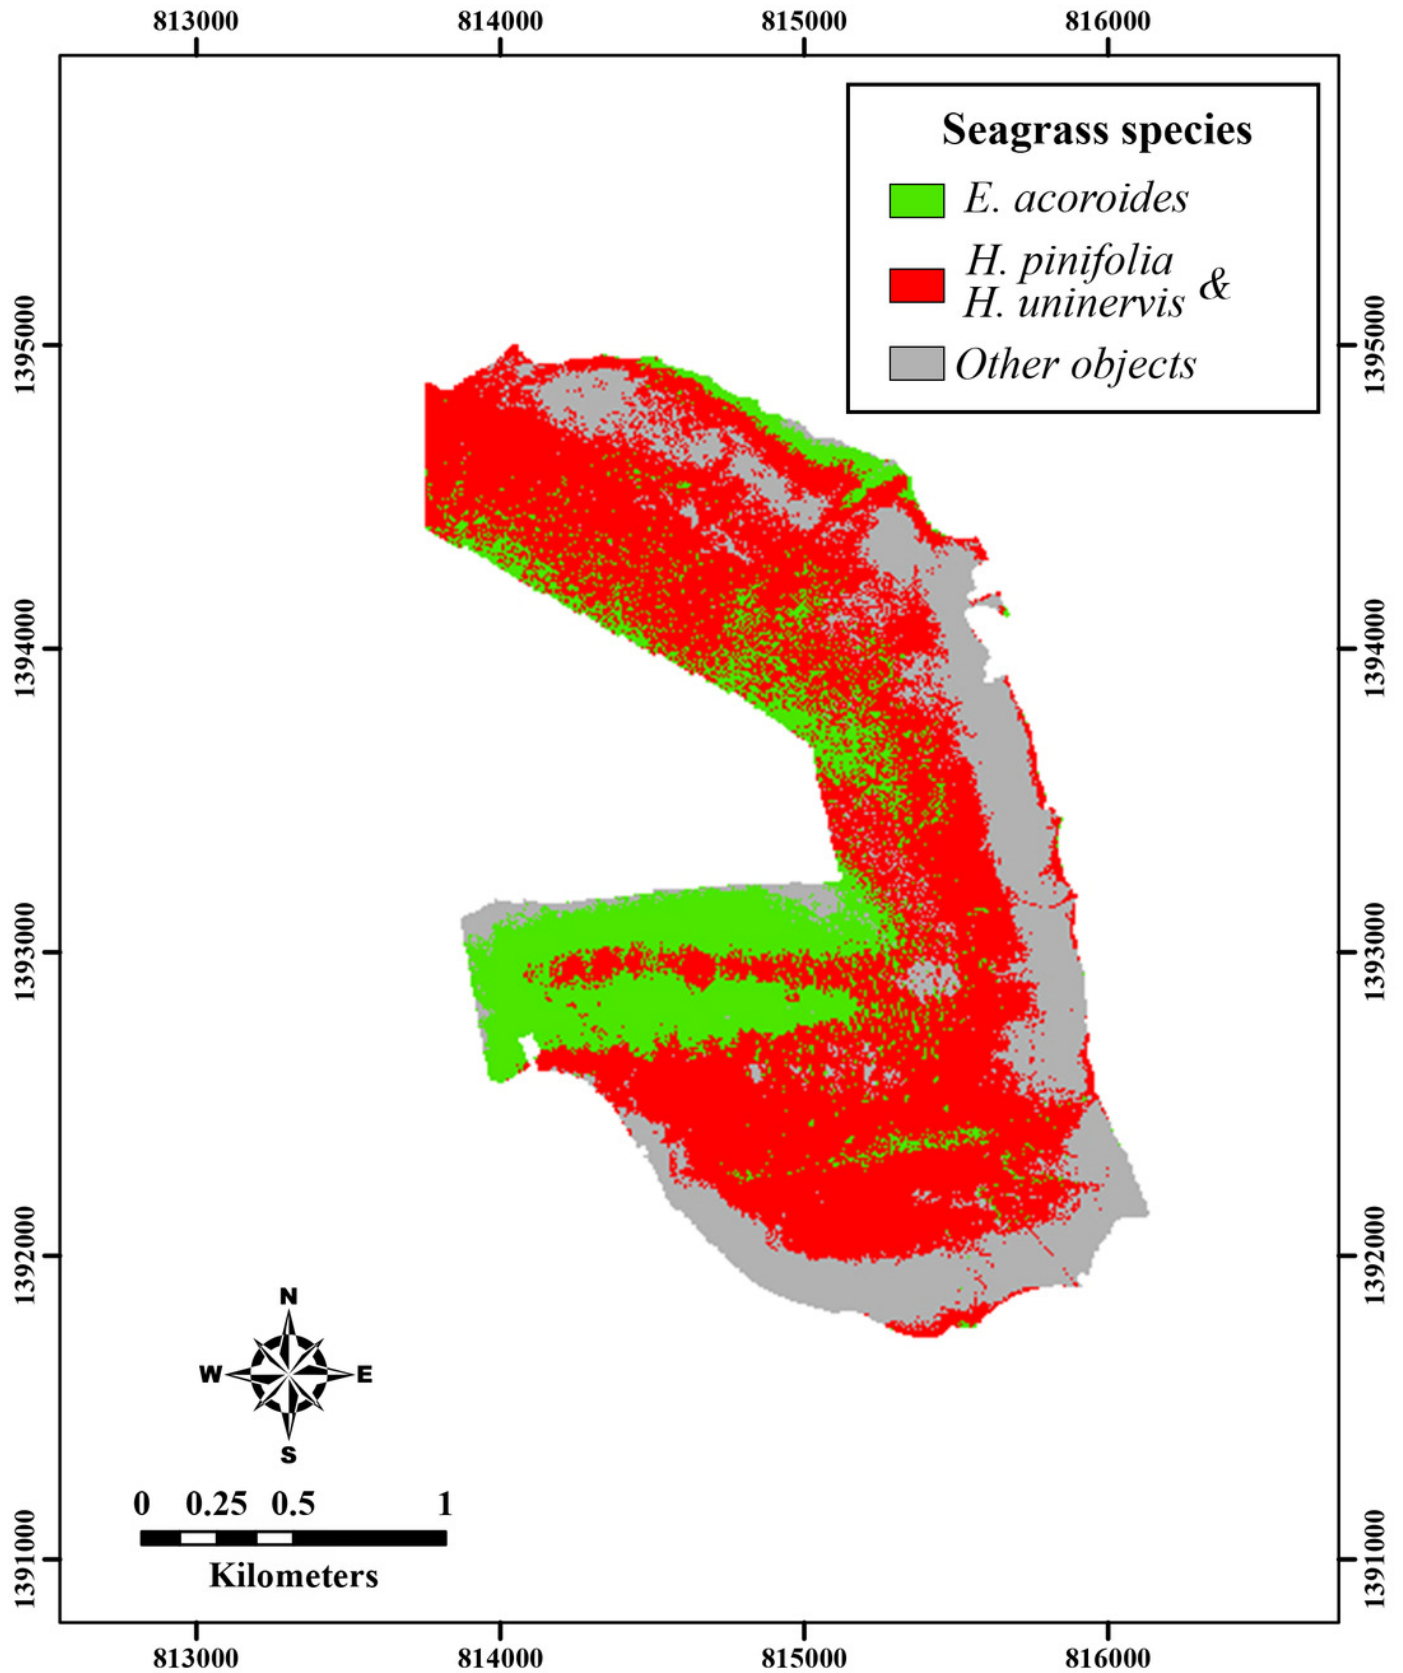 813000 814000 815000 816000
Seagrass species
E. acoroides
H. pinifolia
H. uninervis &
Other objects
1395000 1395000
1394000 1394000
1393000 1393000
1392000 1392000
1391000 1391000
N
W E
S
0 0.25 0.5 1
Kilometers
813000 814000 815000 816000